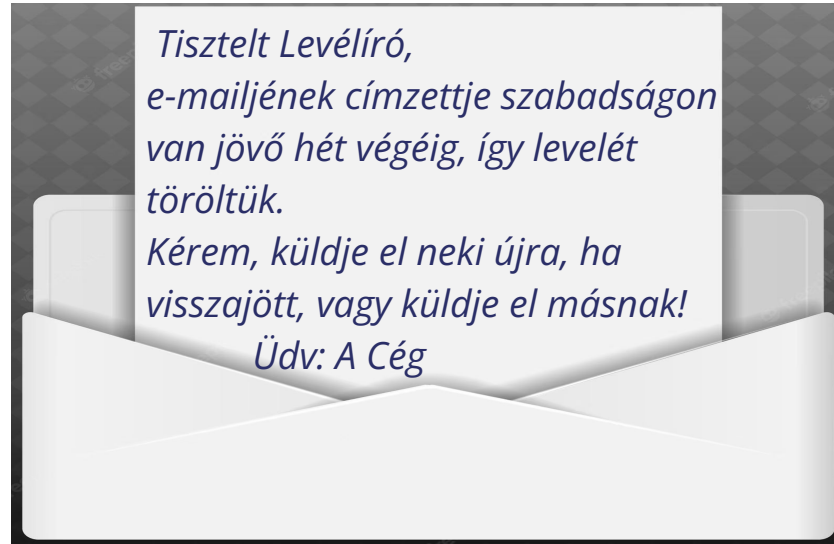 Tisztelt Levélíró,
e-mailjének címzettje szabadságon
van jövő hét végéig, így levelét
töröltük.
Kérem, küldje el neki újra, ha
visszajött, vagy küldje el másnak!
Üdv: A Cég